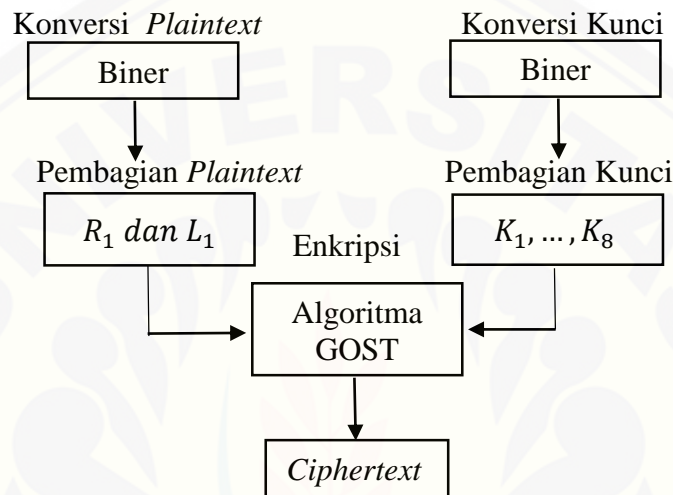 Konversi Plaintext
Biner
Konversi Kunci
Biner
Pembagian Plaintext
R₁ dan L₁
Pembagian Kunci
K₁, … , K₈
Enkripsi
Algoritma
GOST
Ciphertext